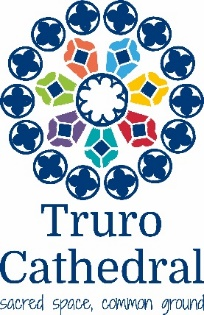 Truro
Cathedral
sacred space, common ground